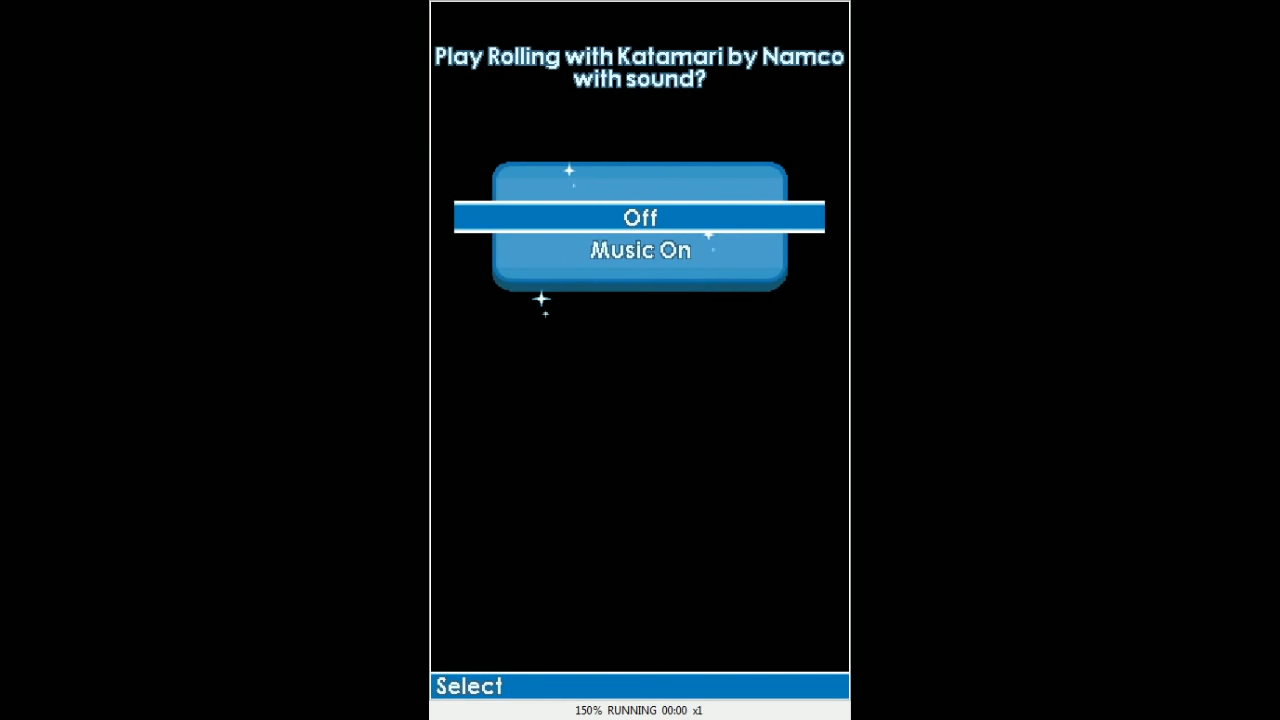 Play Rolling with Katamari by Namco
with sound?
Off
Music On
Select
150% RUNNING 00:00 x1